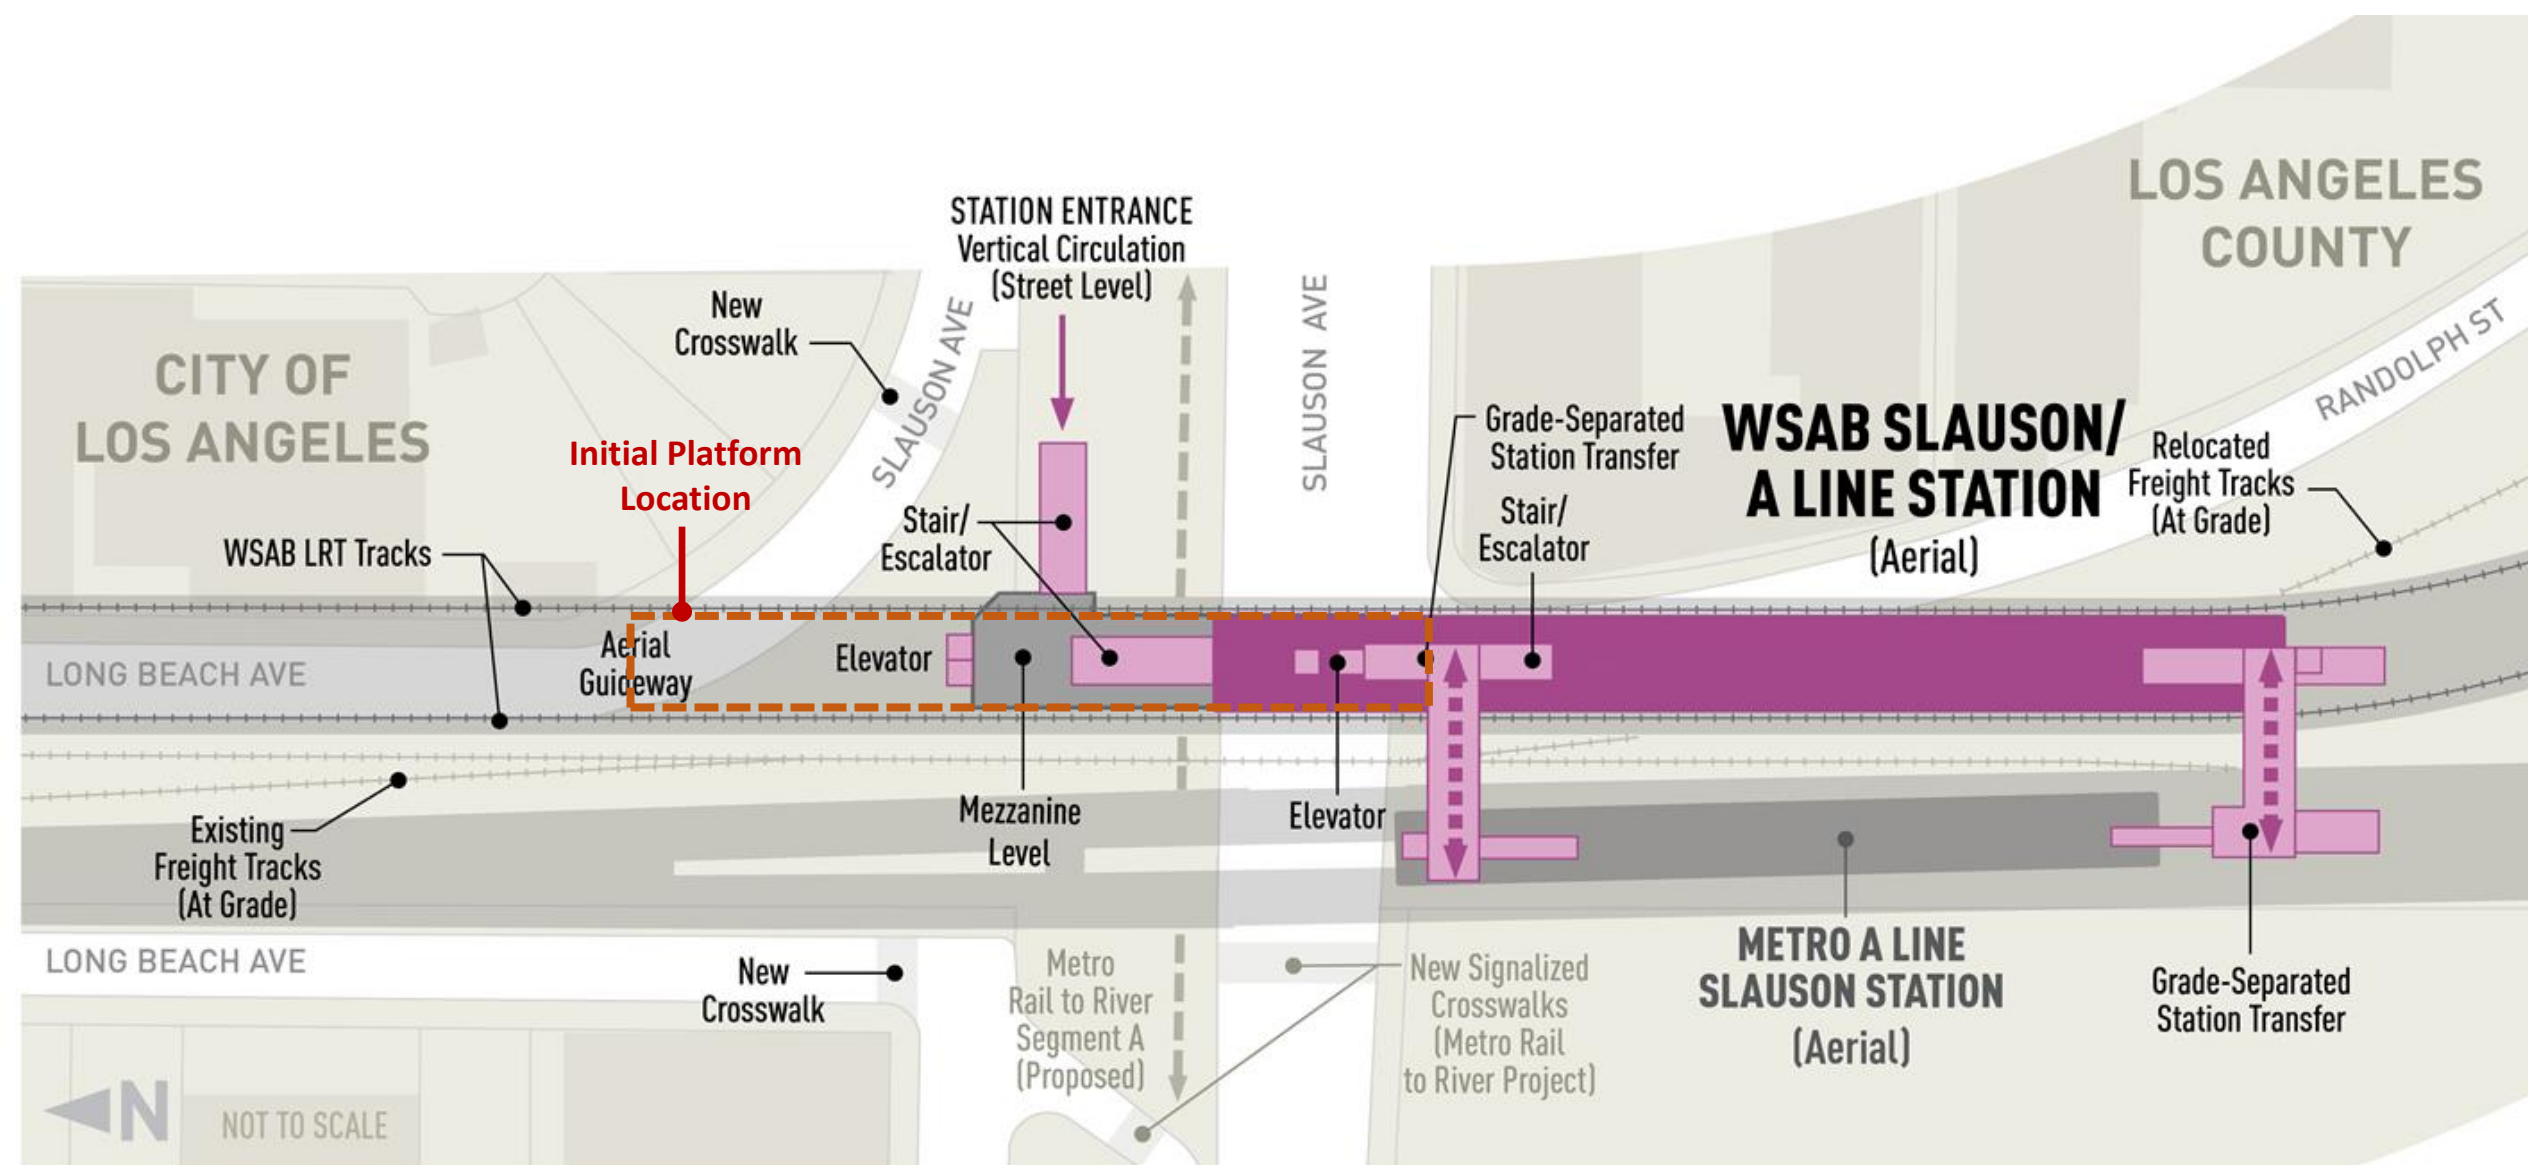 LOS ANGELES
COUNTY
STATION ENTRANCE
Vertical Circulation
(Street Level)
New
Crosswalk
SLAUSON AVE
SLAUSON AVE
RANDOLPH ST
CITY OF
LOS ANGELES
Initial Platform
Location
Grade-Separated
Station Transfer
WSAB SLAUSON/
A LINE STATION
(Aerial)
Relocated
Freight Tracks
(At Grade)
Stair/
Escalator
Stair/
Escalator
WSAB LRT Tracks
Aerial
Guideway
Elevator
LONG BEACH AVE
Existing
Freight Tracks
(At Grade)
Mezzanine
Level
Elevator
LONG BEACH AVE
New
Crosswalk
Metro
Rail to River
Segment A
(Proposed)
New Signalized
Crosswalks
(Metro Rail
to River Project)
METRO A LINE
SLAUSON STATION
(Aerial)
Grade-Separated
Station Transfer
N
NOT TO SCALE